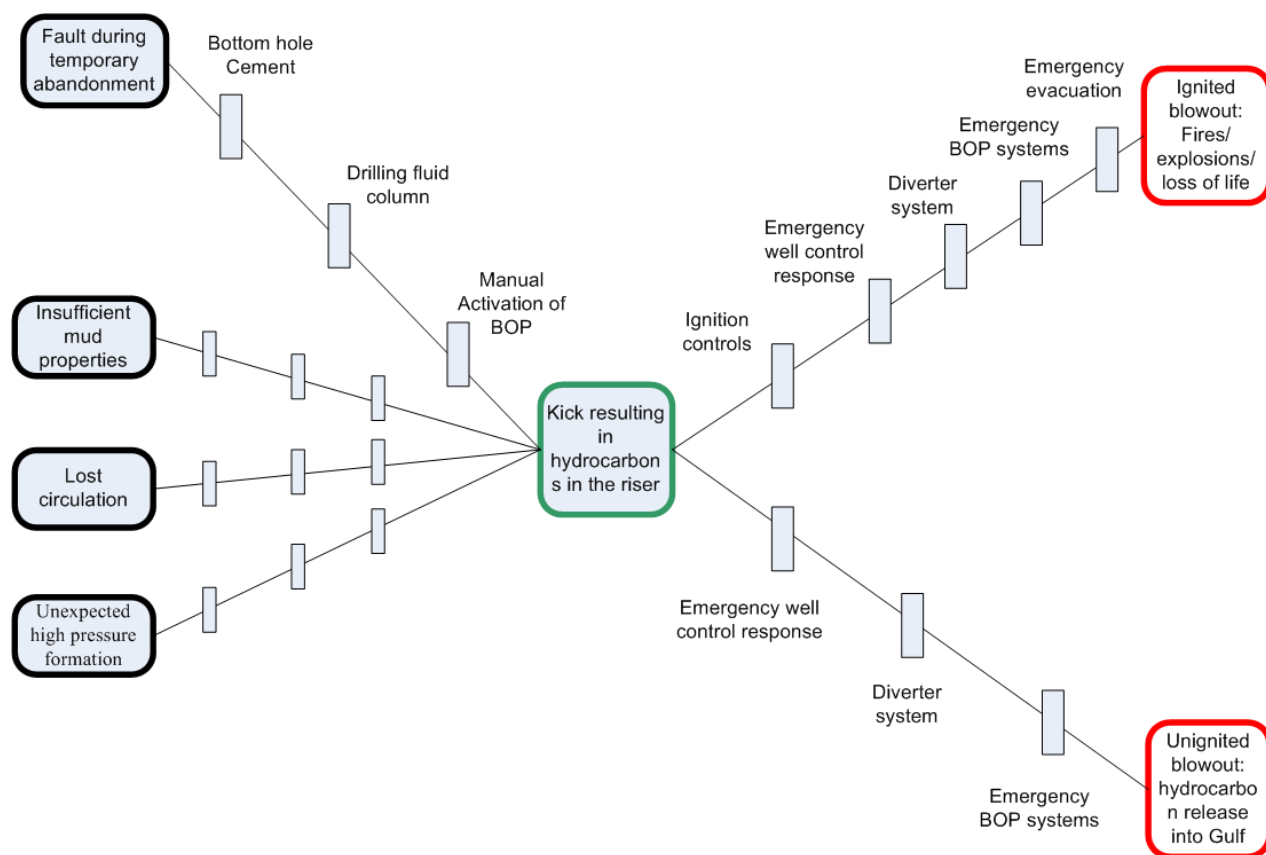 Fault during
temporary
abandonment
Bottom hole
Cement
Drilling fluid
column
Manual
Activation of
BOP
Insufficient
mud
properties
Lost
circulation
Unexpected
high pressure
formation
Kick resulting
in
hydrocarbon
s in the riser
Ignition
controls
Emergency
well control
response
Diverter
system
Emergency
BOP systems
Emergency
evacuation
Ignited
blowout:
Fires/
explosions/
loss of life
Emergency well
control response
Diverter
system
Emergency
BOP systems
Unignited
blowout:
hydrocarbo
n release
into Gulf